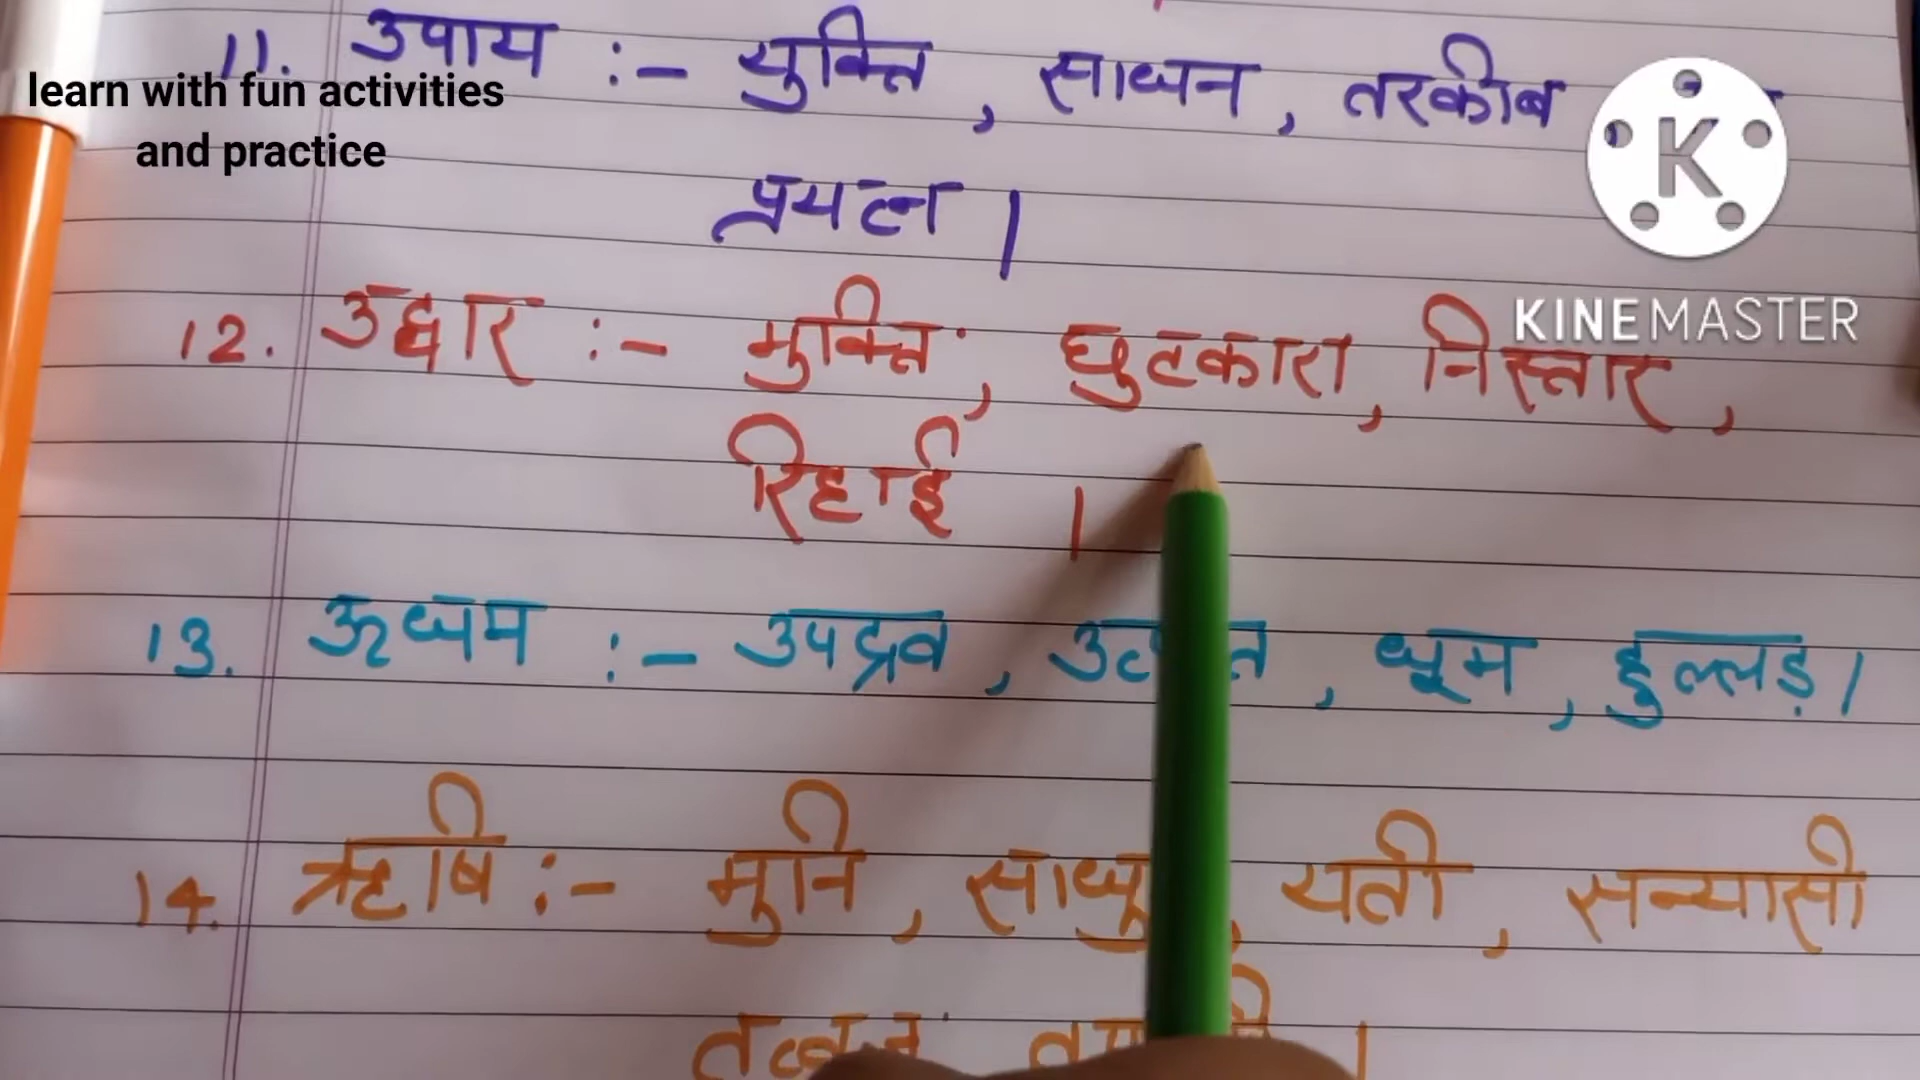 learn with fun activities
and practice
11. उपाय :- युक्ति, साधन, तरकीब,
प्रयत्न।
12. उद्धार :- मुक्ति, छुटकारा, निस्तार,
रिहाई ।
13. ऊधम :- उपद्रव, धूम, हुल्लड़।
14. ऋषि :- मुनि, साधु, यती, सन्यासी
KINEMASTER